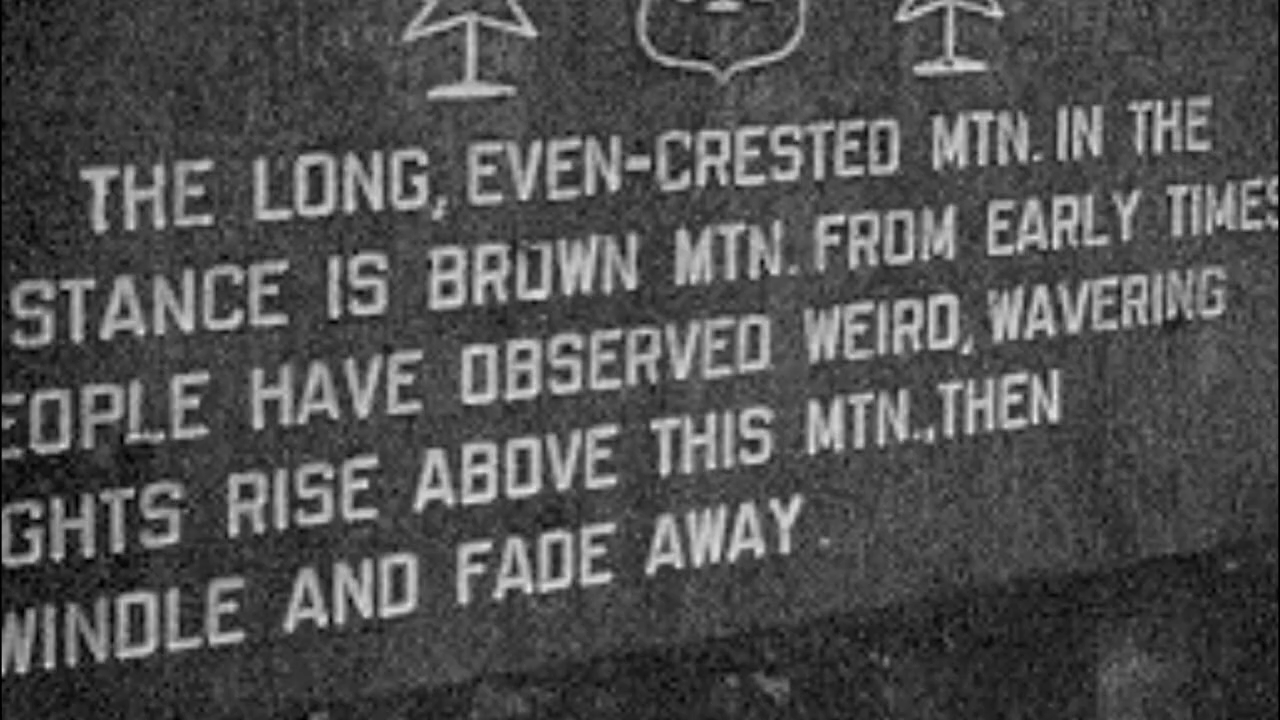 THE LONG, EVEN-CRESTED MTN. IN THE
STANCE IS BROWN MTN. FROM EARLY TIMES
EOPLE HAVE OBSERVED WEIRD, WAVERING
GHTS RISE ABOVE THIS MTN., THEN
WINDLE AND FADE AWAY.